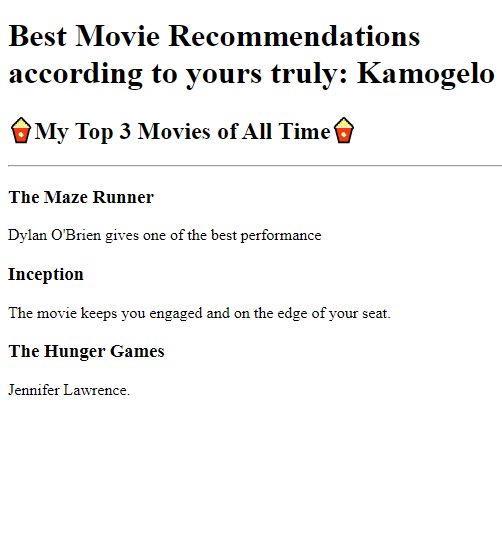 Best Movie Recommendations
according to yours truly: Kamogelo
🍿My Top 3 Movies of All Time🍿
The Maze Runner
Dylan O'Brien gives one of the best performance
Inception
The movie keeps you engaged and on the edge of your seat.
The Hunger Games
Jennifer Lawrence.